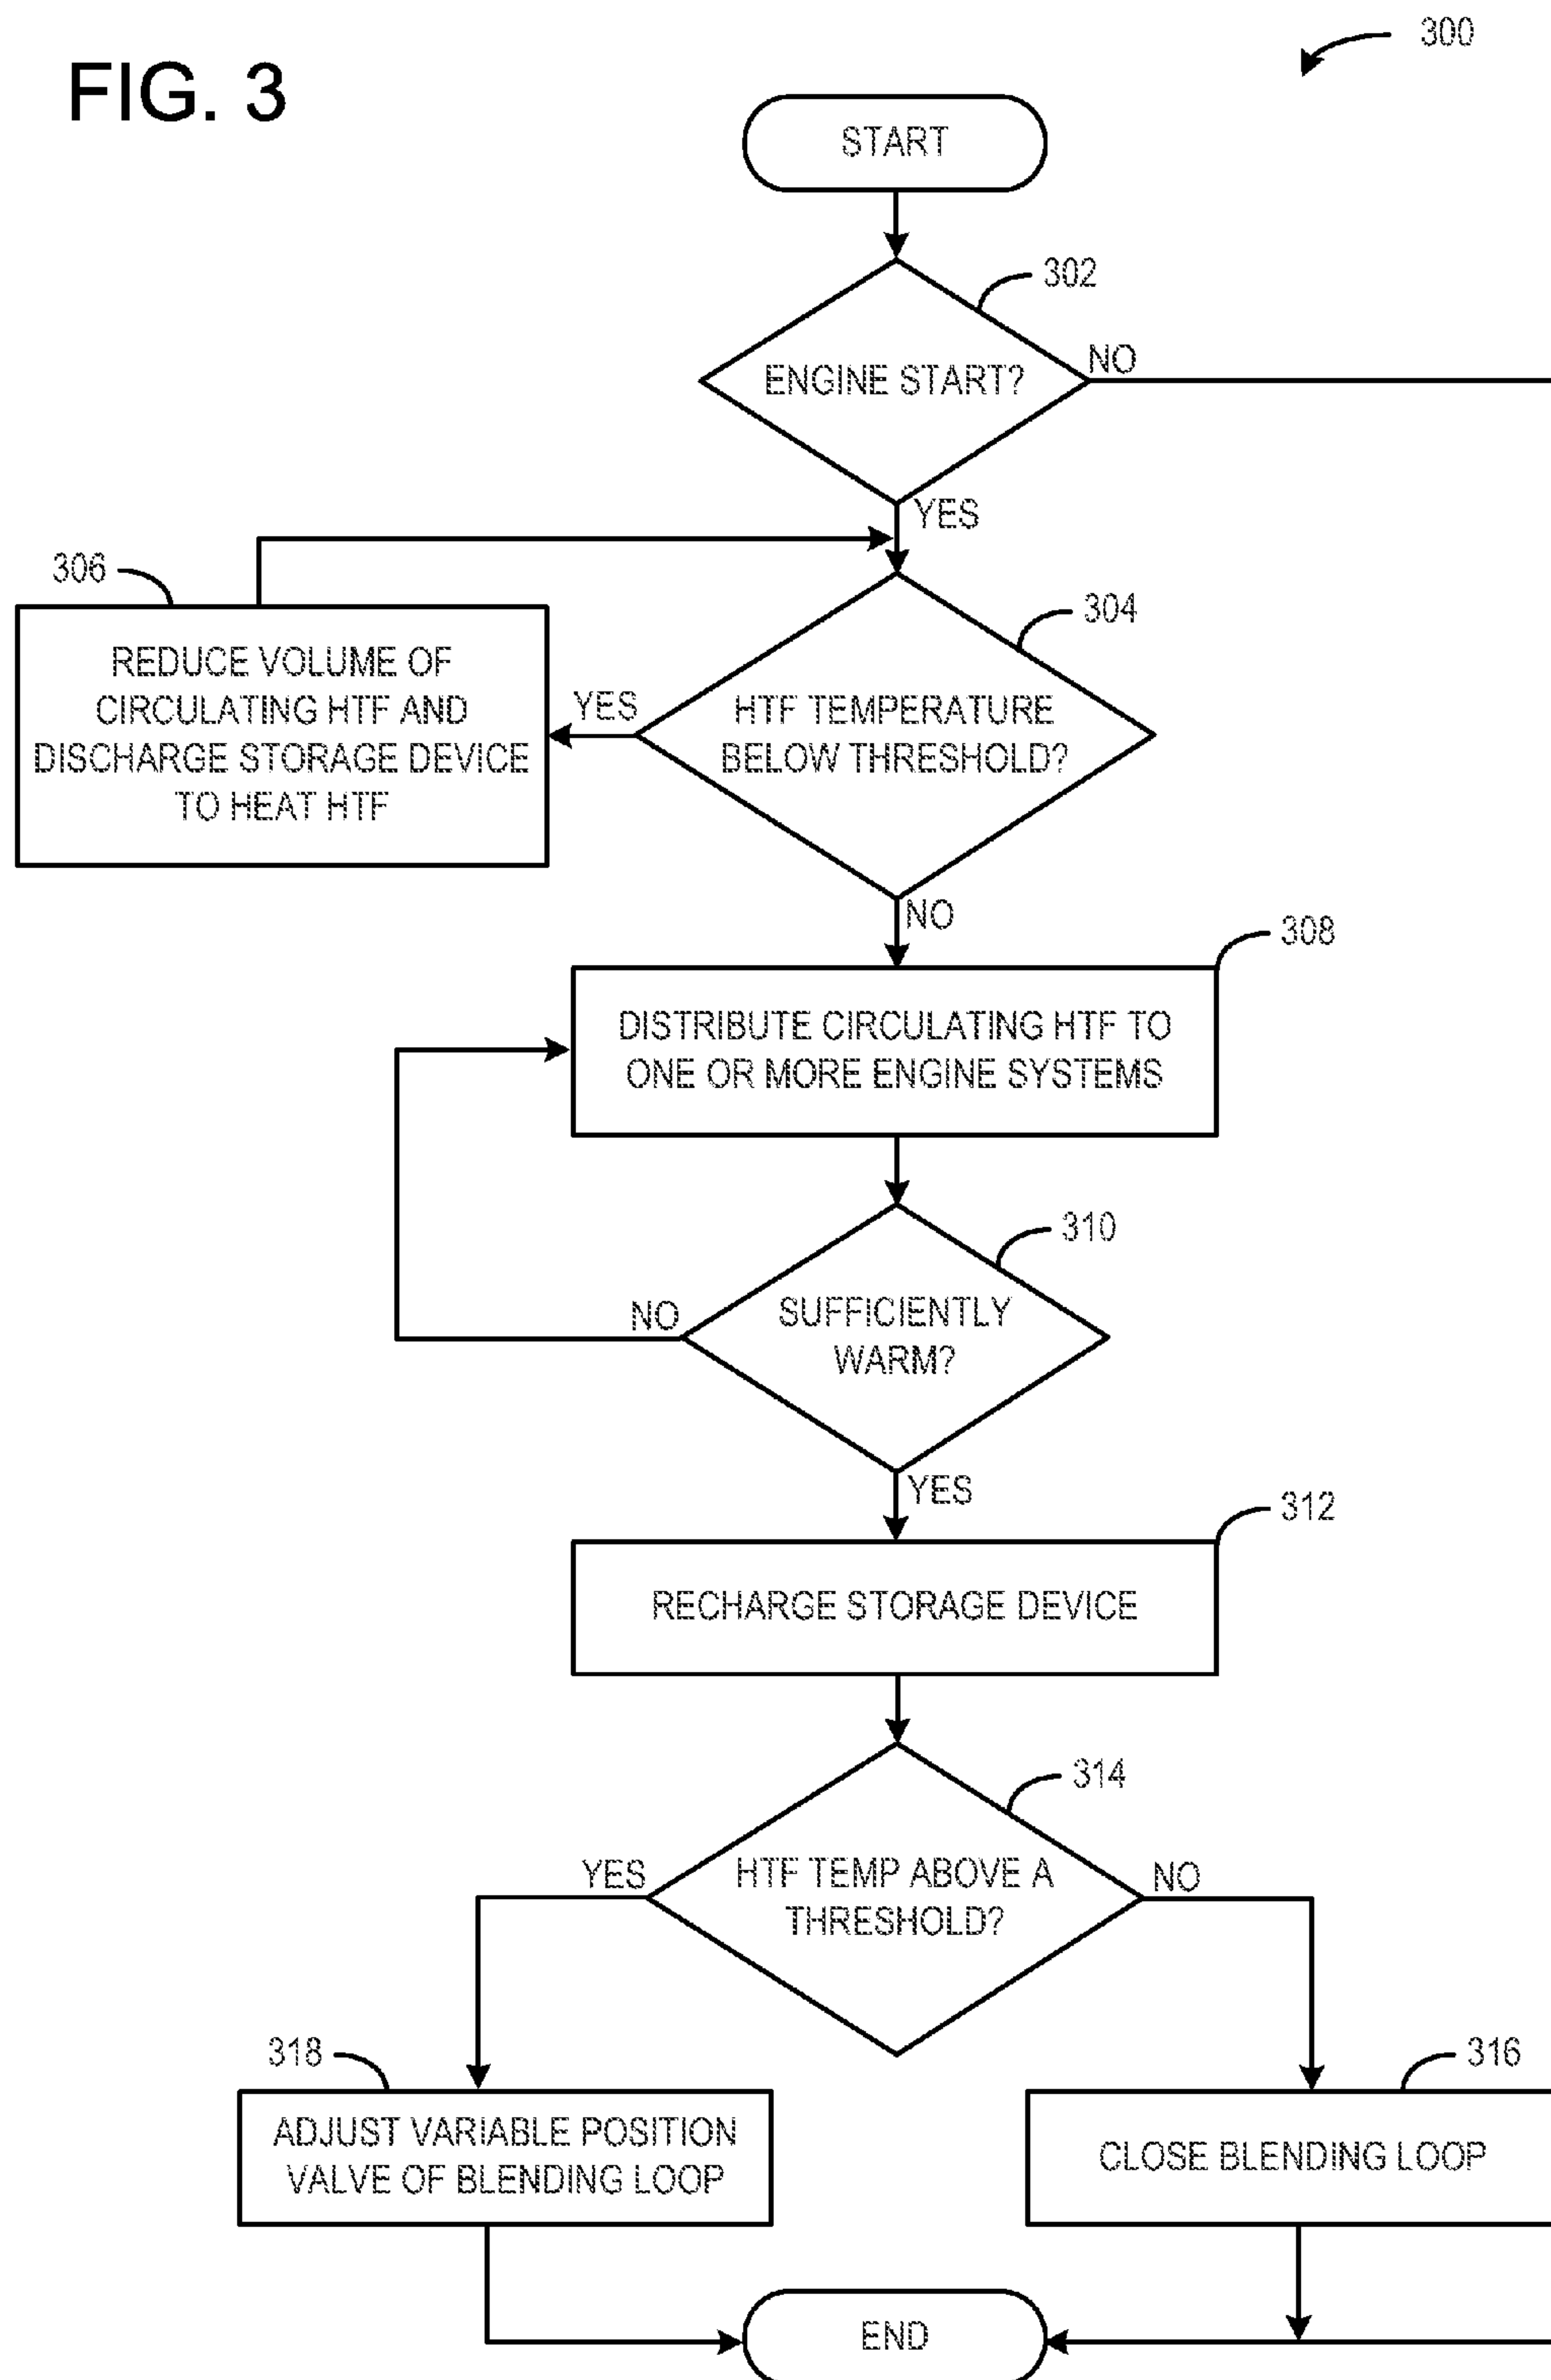 FIG. 3
300
START
302
ENGINE START?
NO
YES
306
304
REDUCE VOLUME OF
CIRCULATING HTF AND
DISCHARGE STORAGE DEVICE
TO HEAT HTF
YES
HTF TEMPERATURE
BELOW THRESHOLD?
NO
308
DISTRIBUTE CIRCULATING HTF TO
ONE OR MORE ENGINE SYSTEMS
310
NO
SUFFICIENTLY
WARM?
YES
312
RECHARGE STORAGE DEVICE
314
YES
HTF TEMP ABOVE A
THRESHOLD?
NO
318
316
ADJUST VARIABLE POSITION
VALVE OF BLENDING LOOP
CLOSE BLENDING LOOP
END